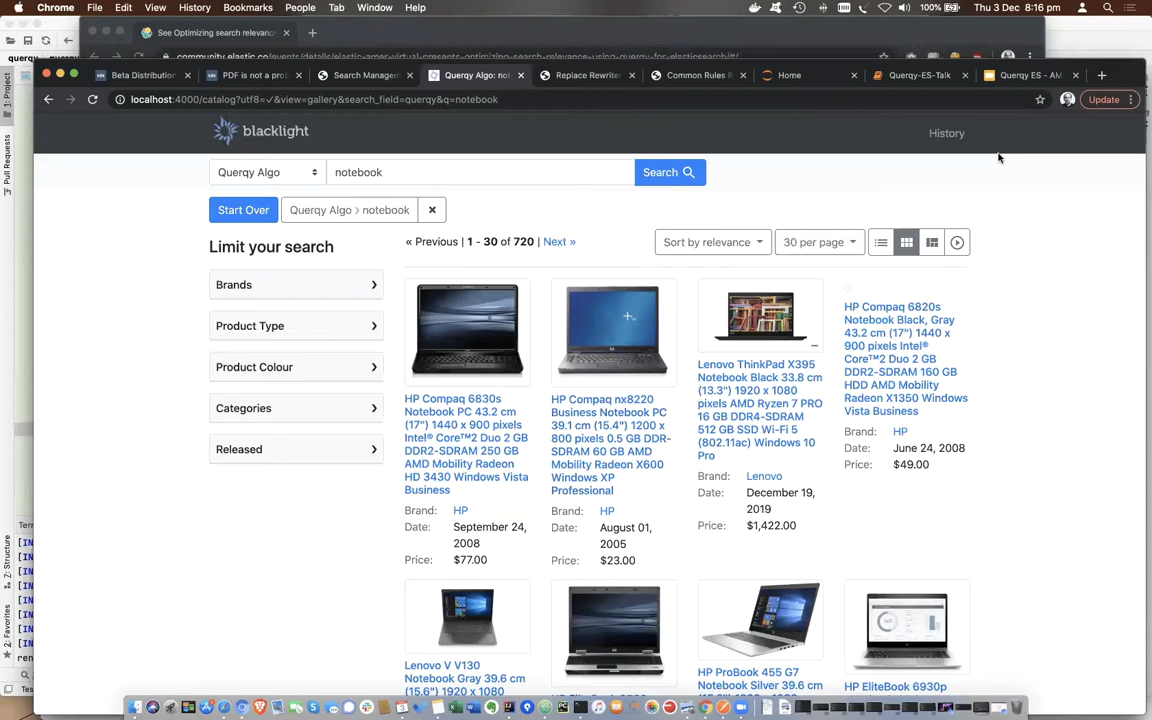 Chrome File Edit View History Bookmarks People Tab Window Help 100% Thu 3 Dec 8:16 pm
See Optimizing search relevanc
Beta Distribution PDF is not a pro Search Managem Querqy Algo: not Replace Rewriter Common Rules R Home Querqy-ES-Talk Querqy ES - AM
localhost:4000/catalog?utf8=✓&view=gallery&search_field=querqy&q=notebook Update
1: Project
Pull Requests
Z: Structure
2: Favorites
blacklight History
Querqy Algo notebook Search
Start Over Querqy Algo > notebook ×
Limit your search
« Previous | 1 - 30 of 720 | Next » Sort by relevance 30 per page
Brands
Product Type
Product Colour
Categories
Released
HP Compaq 6830s
Notebook PC 43.2 cm
(17") 1440 x 900 pixels
Intel® Core™2 Duo 2 GB
DDR2-SDRAM 250 GB
AMD Mobility Radeon
HD 3430 Windows Vista
Business
Brand: HP
Date: September 24,
2008
Price: $77.00
HP Compaq nx8220
Business Notebook PC
39.1 cm (15.4") 1200 x
800 pixels 0.5 GB DDR-
SDRAM 60 GB AMD
Mobility Radeon X600
Windows XP
Professional
Brand: HP
Date: August 01,
2005
Price: $23.00
Lenovo ThinkPad X395
Notebook Black 33.8 cm
(13.3") 1920 x 1080
pixels AMD Ryzen 7 PRO
16 GB DDR4-SDRAM
512 GB SSD Wi-Fi 5
(802.11ac) Windows 10
Pro
Brand: Lenovo
Date: December 19,
2019
Price: $1,422.00
HP Compaq 6820s
Notebook Black, Gray
43.2 cm (17") 1440 x
900 pixels Intel®
Core™2 Duo 2 GB
DDR2-SDRAM 160 GB
HDD AMD Mobility
Radeon X1350 Windows
Vista Business
Brand: HP
Date: June 24, 2008
Price: $49.00
Lenovo V V130
Notebook Gray 39.6 cm
(15.6") 1920 x 1080
HP ProBook 455 G7
Notebook Silver 39.6 cm
HP EliteBook 6930p